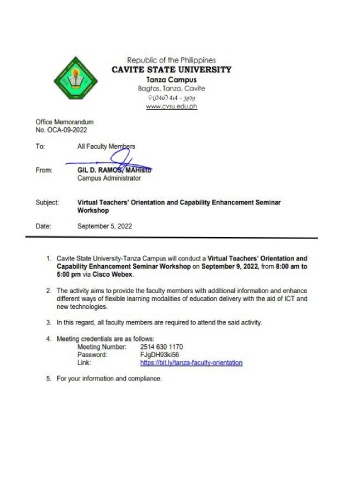 Republic of the Philippines
CAVITE STATE UNIVERSITY
Tanza Campus
Bagtas, Tanza, Cavite
(046) 414 - 3979
www.cvsu.edu.ph
Office Memorandum
No. OCA-09-2022
To: All Faculty Members
From: GIL D. RAMOS, MAHisto
Campus Administrator
Subject: Virtual Teachers' Orientation and Capability Enhancement Seminar
Workshop
Date: September 5, 2022
1. Cavite State University-Tanza Campus will conduct a Virtual Teachers' Orientation and
Capability Enhancement Seminar Workshop on September 9, 2022, from 8:00 am to
5:00 pm via Cisco Webex.
2. The activity aims to provide the faculty members with additional information and enhance
different ways of flexible learning modalities of education delivery with the aid of ICT and
new technologies.
3. In this regard, all faculty members are required to attend the said activity.
4. Meeting credentials are as follows:
Meeting Number: 2514 630 1170
Password: FJgDH93ki56
Link: https://bit.ly/tanza-faculty-orientation
5. For your information and compliance.